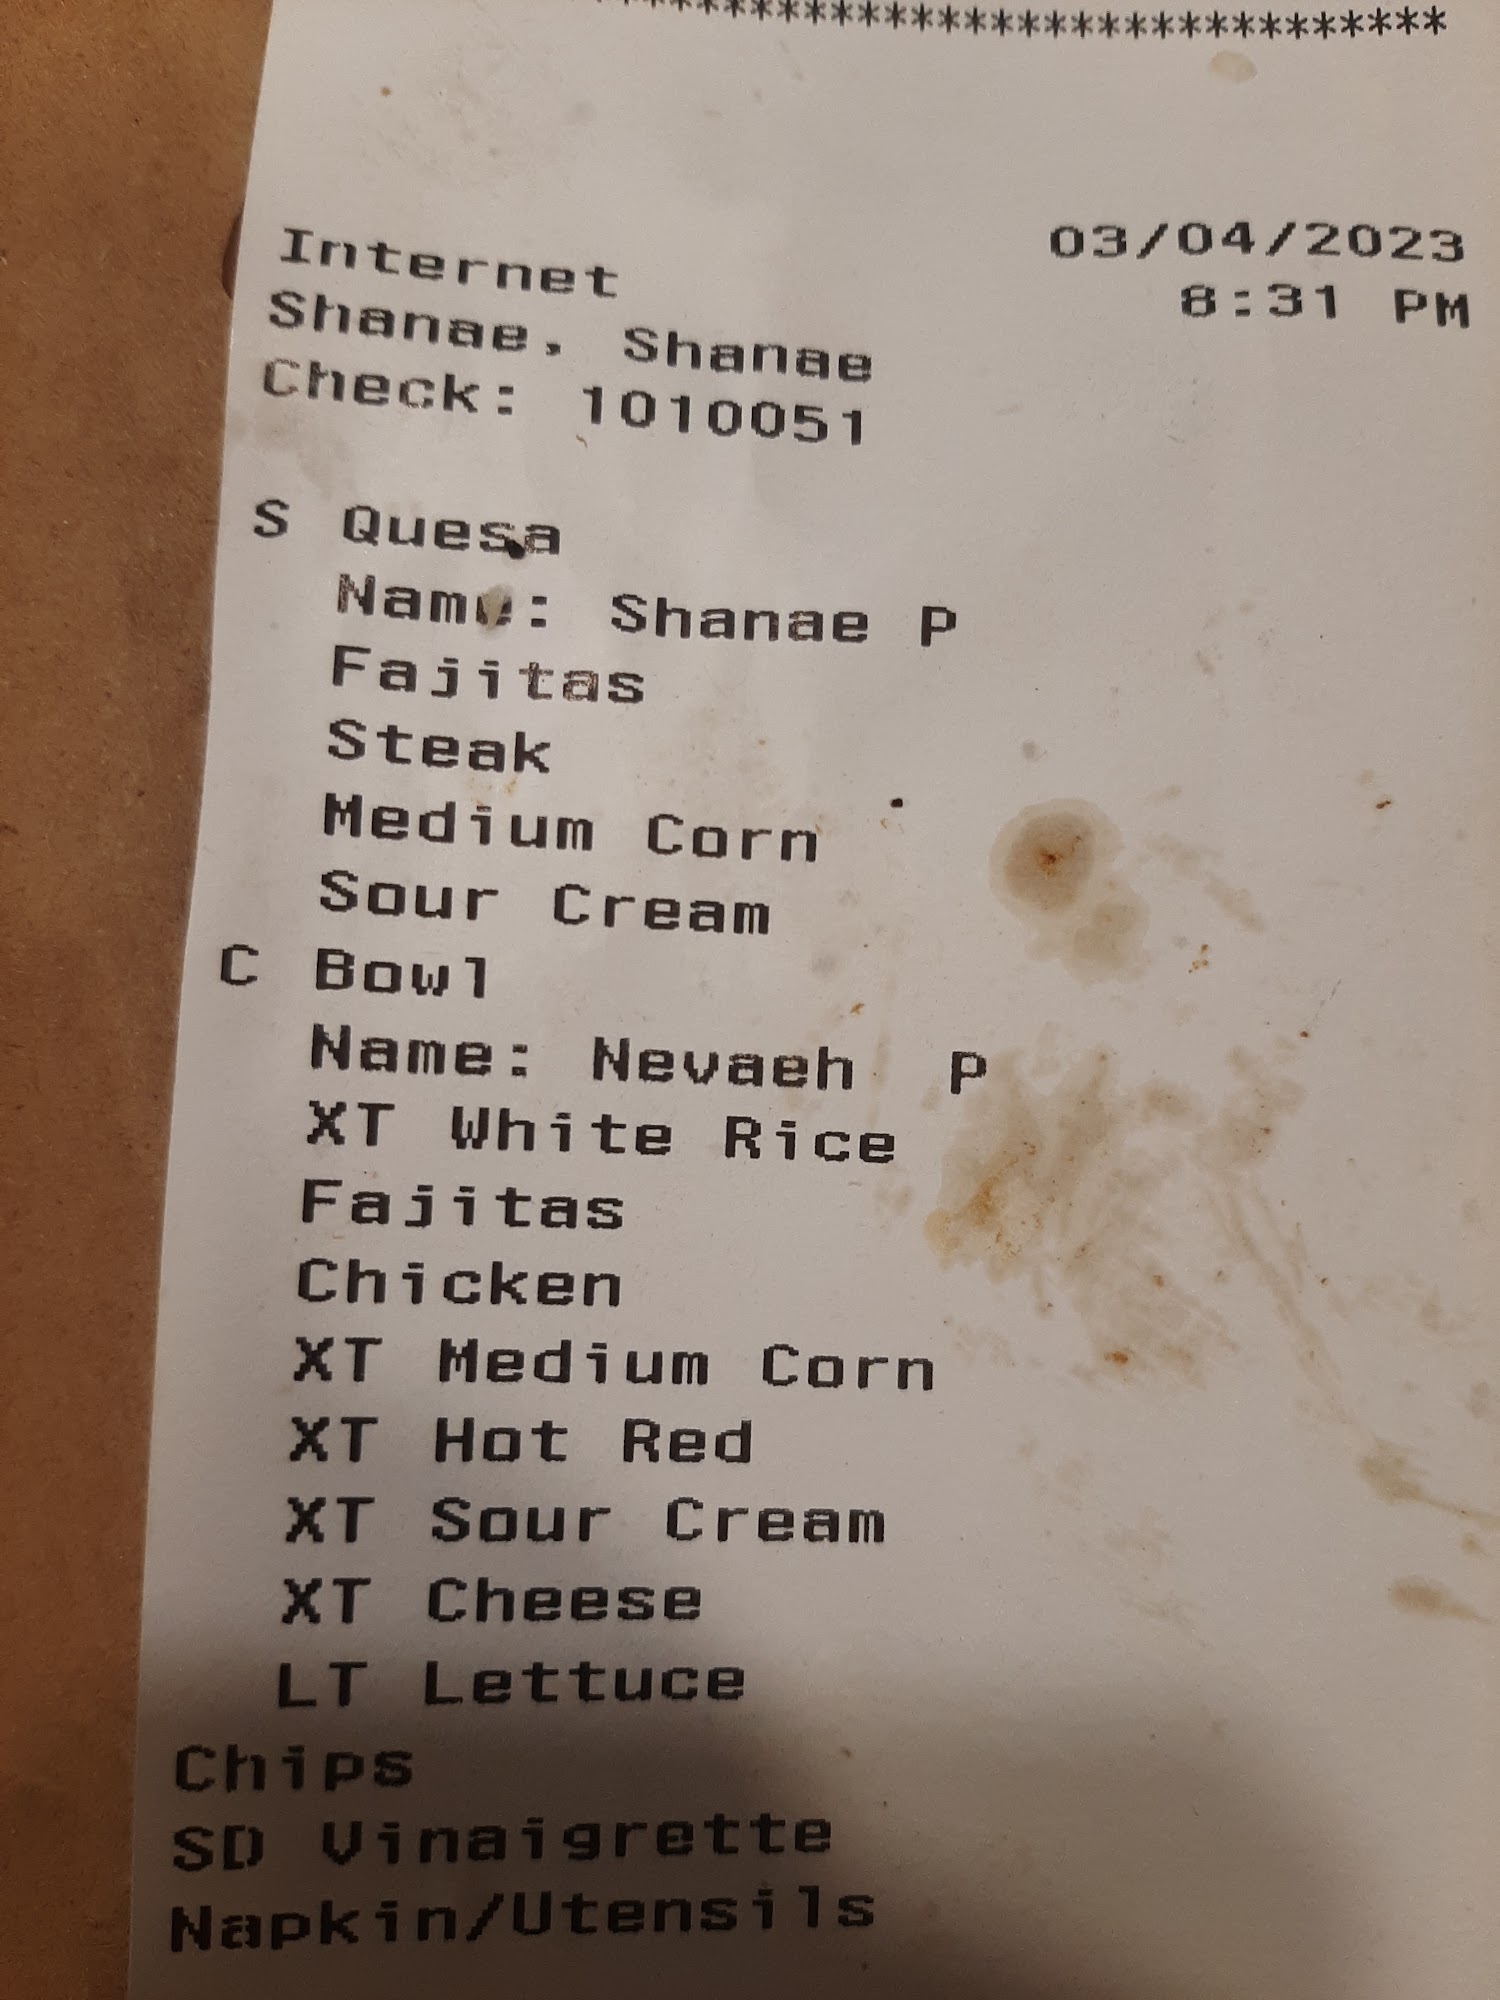 *******************************
Internet 03/04/2023
Shanae, Shanae 8:31 PM
Check: 1010051
S Quesa
Name: Shanae P
Fajitas
Steak
Medium Corn
Sour Cream
C Bowl
Name: Nevaeh P
XT White Rice
Fajitas
Chicken
XT Medium Corn
XT Hot Red
XT Sour Cream
XT Cheese
LT Lettuce
Chips
SD Vinaigrette
Napkin/Utensils